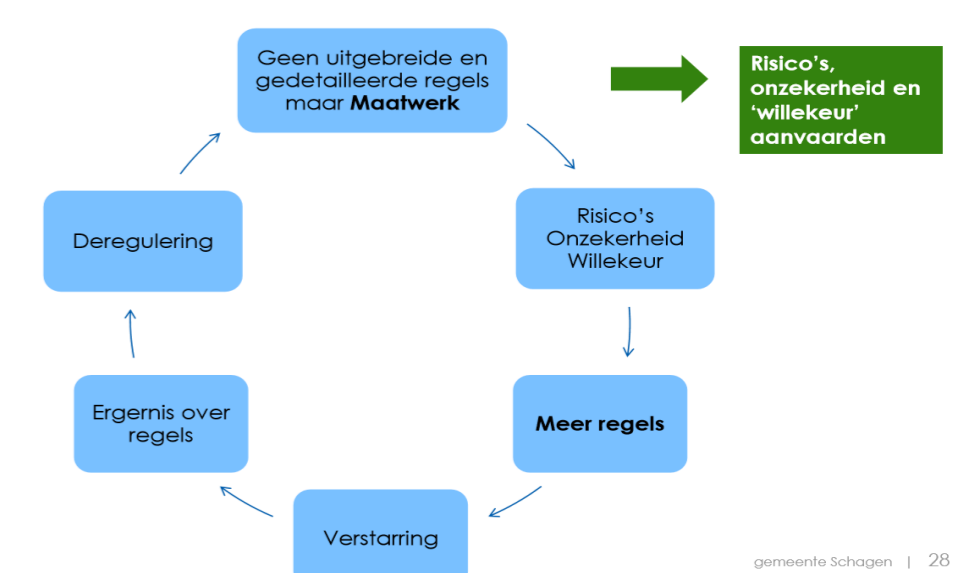 Geen uitgebreide en
gedetailleerde regels
maar Maatwerk
Risico's,
onzekerheid en
‘willekeur’
aanvaarden
Risico's
Onzekerheid
Willekeur
Meer regels
Verstarring
Ergernis over
regels
Deregulering
gemeente Schagen | 28